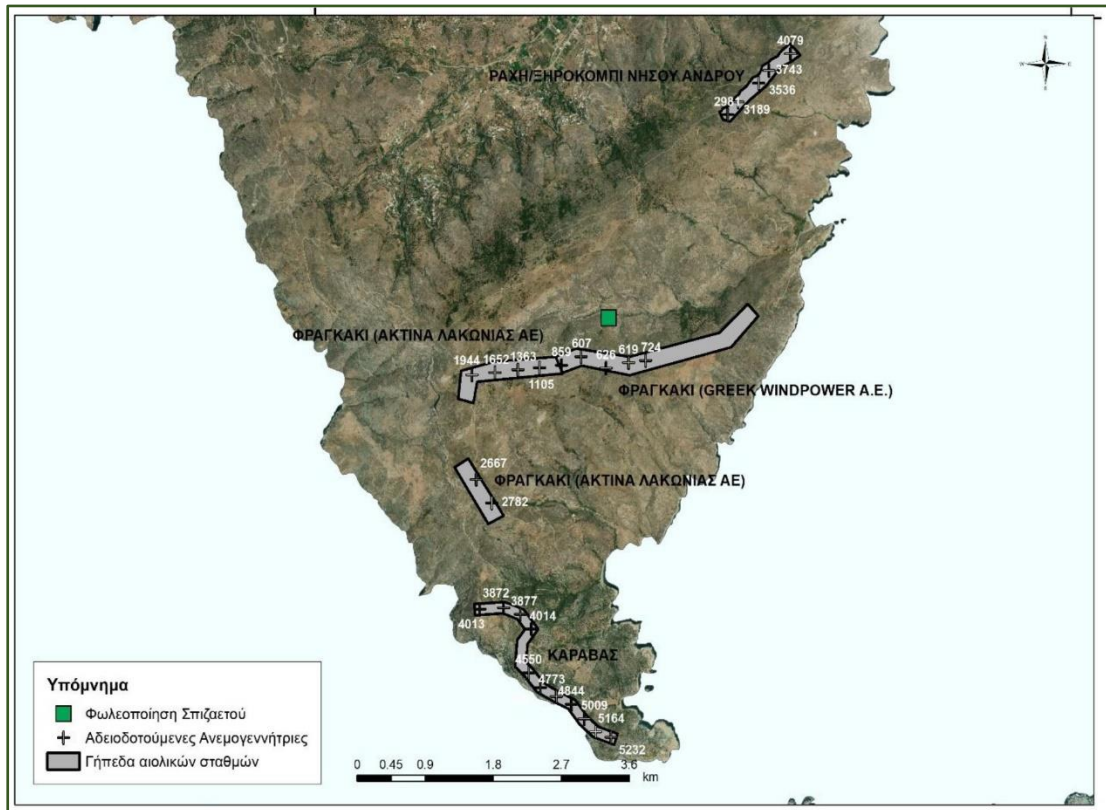 4079
ΡΑΧΗ/ΞΗΡΟΚΟΜΠΙ ΝΗΣΟΥ ΑΝΔΡΟΥ
3743
3536
2981
3189
N
W
E
S
ΦΡΑΓΚΑΚΙ (ΑΚΤΙΝΑ ΛΑΚΩΝΙΑΣ ΑΕ)
1944
1652
1363
1105
859
607
626
619
724
ΦΡΑΓΚΑΚΙ (GREEK WINDPOWER A.E.)
2667
ΦΡΑΓΚΑΚΙ (ΑΚΤΙΝΑ ΛΑΚΩΝΙΑΣ ΑΕ)
2782
3872
3877
4013
4014
ΚΑΡΑΒΑΣ
4550
4773
4844
5009
5164
5232
Υπόμνημα
Φωλεοποίηση Σπιζαετού
Αδειοδοτούμενες Ανεμογεννήτριες
Γήπεδα αιολικών σταθμών
0 0.45 0.9 1.8 2.7 3.6
km